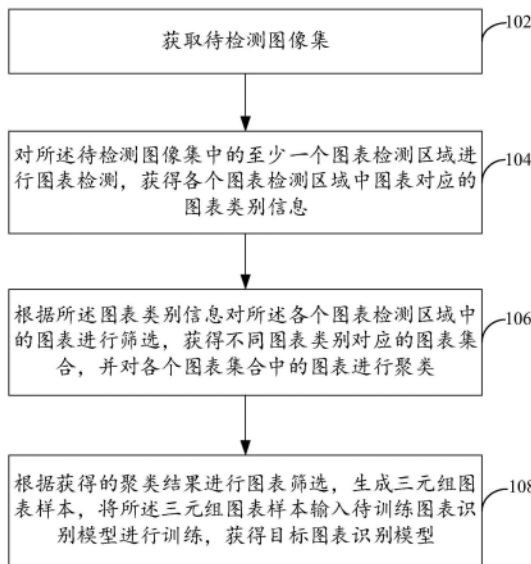 获取待检测图像集
102
对所述待检测图像集中的至少一个图表检测区域进
行图表检测，获得各个图表检测区域中图表对应的
图表类别信息
104
根据所述图表类别信息对所述各个图表检测区域中
的图表进行筛选，获得不同图表类别对应的图表集
合，并对各个图表集合中的图表进行聚类
106
根据获得的聚类结果进行图表筛选，生成三元组图
表样本，将所述三元组图表样本输入待训练图表识
别模型进行训练，获得目标图表识别模型
108